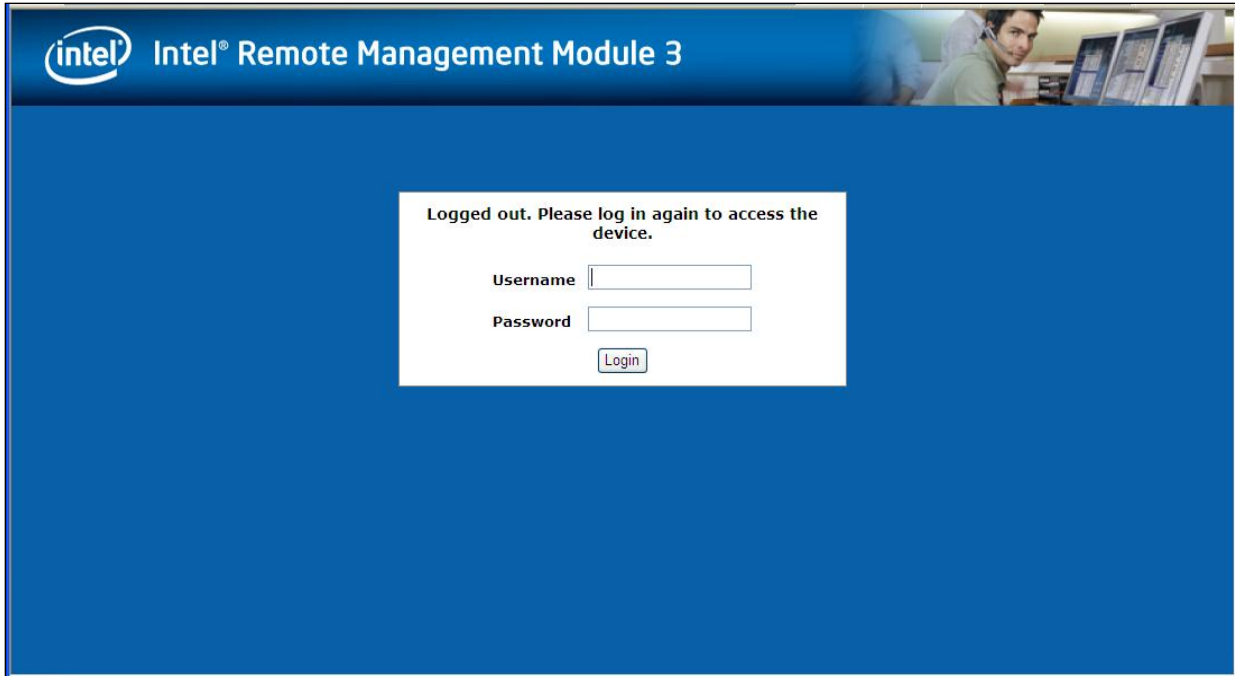 intel® Intel® Remote Management Module 3
Logged out. Please log in again to access the
device.
Username
Password
Login